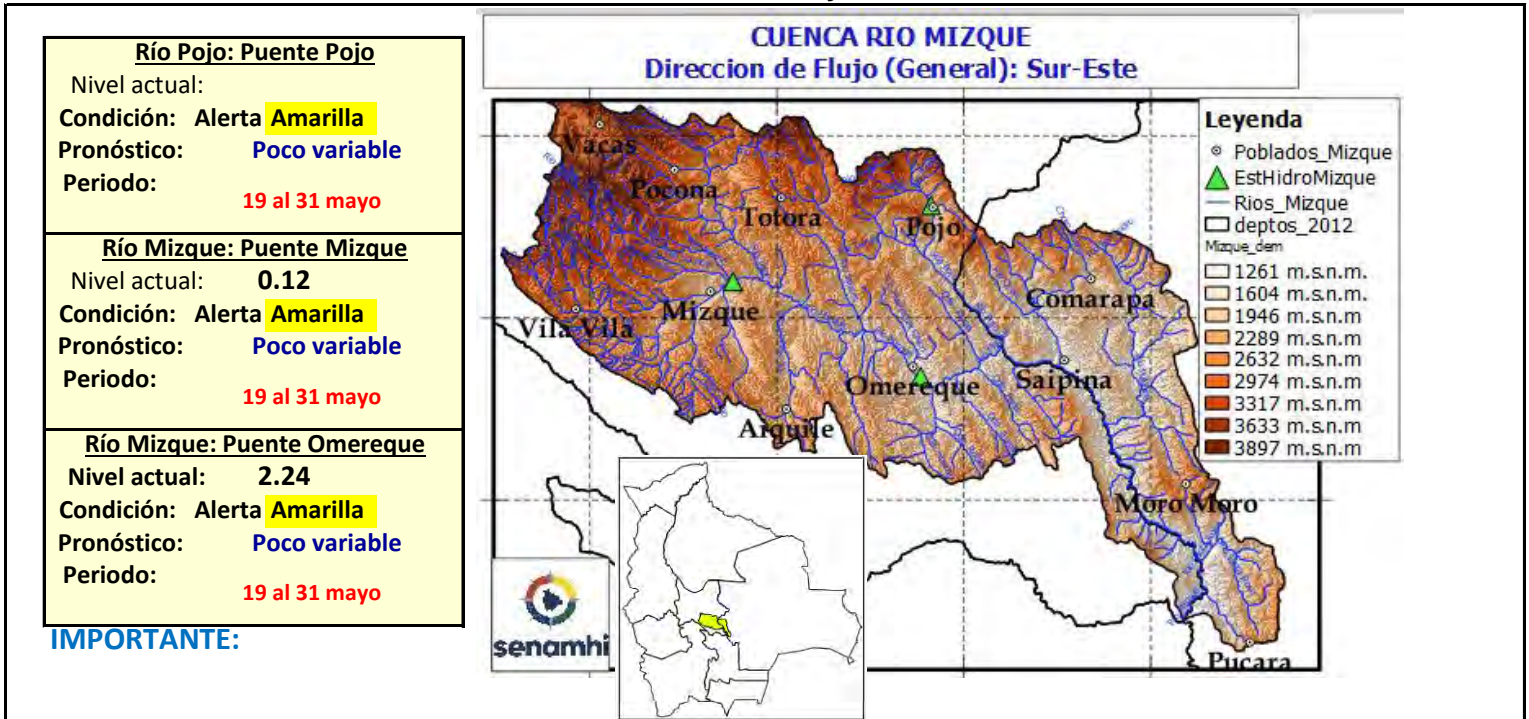 Río Pojo: Puente Pojo
Nivel actual:
Condición: Alerta Amarilla
Pronóstico: Poco variable
Periodo:
19 al 31 mayo
Río Mizque: Puente Mizque
Nivel actual: 0.12
Condición: Alerta Amarilla
Pronóstico: Poco variable
Periodo:
19 al 31 mayo
Río Mizque: Puente Omereque
Nivel actual: 2.24
Condición: Alerta Amarilla
Pronóstico: Poco variable
Periodo:
19 al 31 mayo
IMPORTANTE:
CUENCA RIO MIZQUE
Direccion de Flujo (General): Sur-Este
Vacas
Pocona
Totora
Pojo
Mizque
Vila Vila
Comarapa
Omereque
Saipina
Aiquile
Moro Moro
Pucara
Leyenda
Poblados_Mizque
EstHidroMizque
Rios_Mizque
deptos_2012
Mizque_dem
1261 m.s.n.m.
1604 m.s.n.m.
1946 m.s.n.m
2289 m.s.n.m
2632 m.s.n.m
2974 m.s.n.m
3317 m.s.n.m
3633 m.s.n.m
3897 m.s.n.m
senamhi